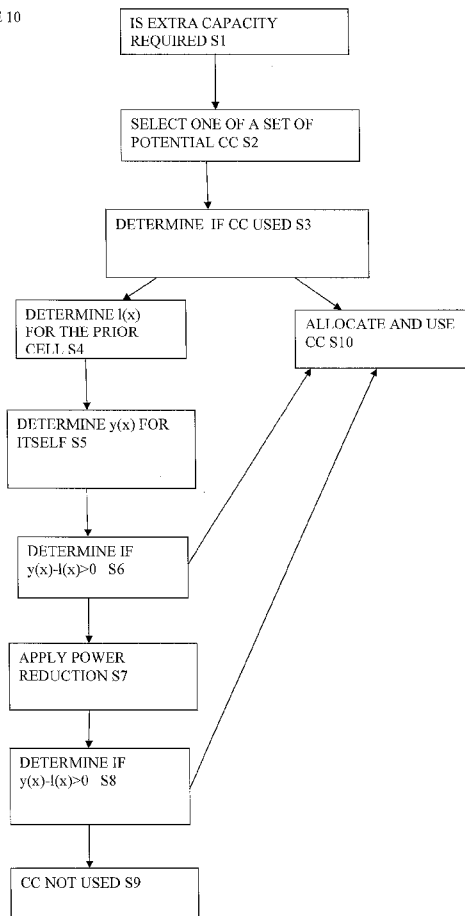 E 10
IS EXTRA CAPACITY
REQUIRED S1
SELECT ONE OF A SET OF
POTENTIAL CC S2
DETERMINE IF CC USED S3
DETERMINE l(x)
FOR THE PRIOR
CELL S4
ALLOCATE AND USE
CC S10
DETERMINE y(x) FOR
ITSELF S5
DETERMINE IF
y(x)-l(x)>0 S6
APPLY POWER
REDUCTION S7
DETERMINE IF
y(x)-l(x)>0 S8
CC NOT USED S9